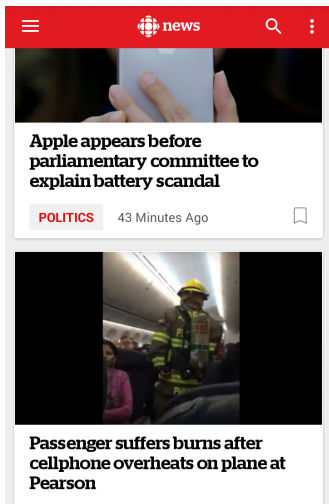 news
Apple appears before
parliamentary committee to
explain battery scandal
POLITICS 43 Minutes Ago
Passenger suffers burns after
cellphone overheats on plane at
Pearson